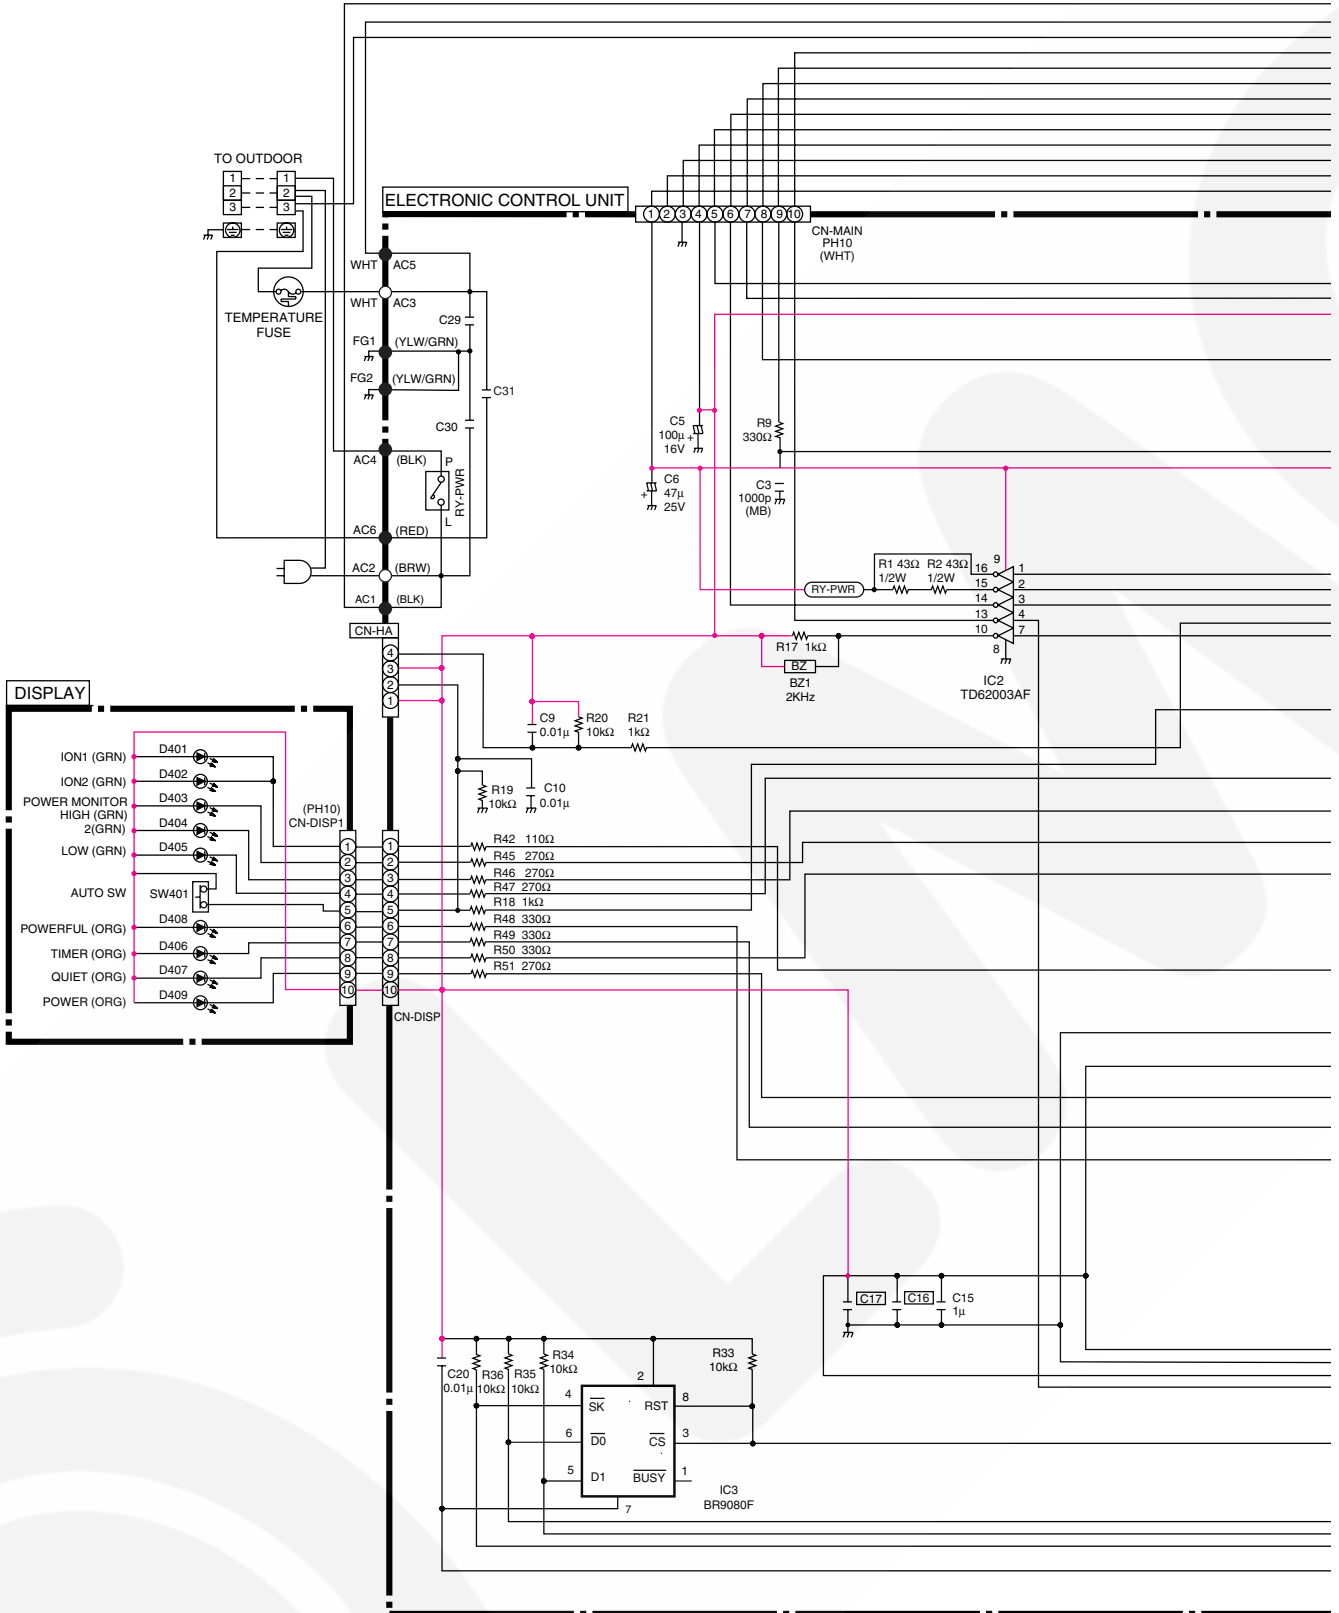 TO OUTDOOR
1 1
2 2
3 3
ELECTRONIC CONTROL UNIT
1 2 3 4 5 6 7 8 9 10
CN-MAIN
PH10
(WHT)
WHT AC5
WHT AC3
TEMPERATURE
FUSE
C29
FG1 (YLW/GRN)
FG2 (YLW/GRN)
C31
C30
AC4 (BLK) P
RY-PWR
L
AC6 (RED)
AC2 (BRW)
AC1 (BLK)
C5
100μ +
16V
R9
330Ω
C6
+ 47μ
25V
C3
1000p
(MB)
R1 43Ω R2 43Ω
1/2W 1/2W
RY-PWR
9
16 1
15 2
14 3
13 4
10 7
8
IC2
TD62003AF
R17 1kΩ
BZ
BZ1
2KHz
CN-HA
4
3
2
1
C9
0.01μ
R20
10kΩ
R21
1kΩ
R19
10kΩ
C10
0.01μ
DISPLAY
ION1 (GRN) D401
ION2 (GRN) D402
POWER MONITOR
HIGH (GRN) D403
2(GRN) D404
LOW (GRN) D405
AUTO SW SW401
POWERFUL (ORG) D408
TIMER (ORG) D406
QUIET (ORG) D407
POWER (ORG) D409
(PH10)
CN-DISP1
1 1 R42 110Ω
2 2 R45 270Ω
3 3 R46 270Ω
4 4 R47 270Ω
5 5 R18 1kΩ
6 6 R48 330Ω
7 7 R49 330Ω
8 8 R50 330Ω
9 9 R51 270Ω
10 10
CN-DISP
C17 C16 C15
1μ
C20
0.01μ
R36
10kΩ
R35
10kΩ
R34
10kΩ
R33
10kΩ
2
4 SK RST 8
6 D0 CS 3
5 D1 BUSY 1
7
IC3
BR9080F